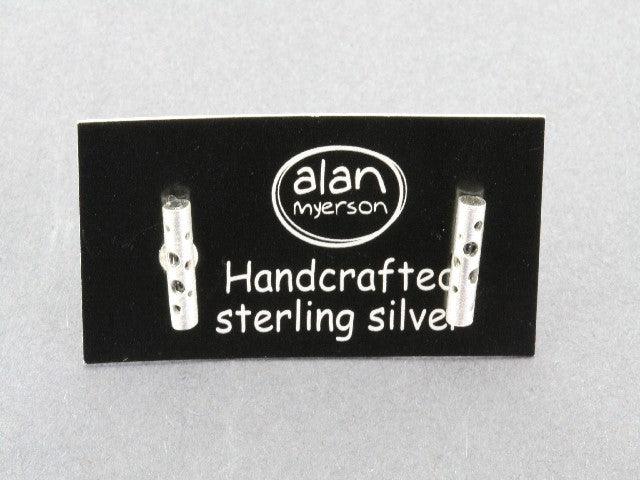 alan
myerson
Handcrafted
sterling silver